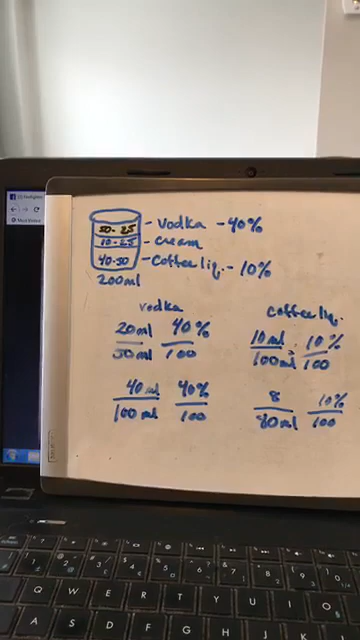 50-25 - Vodka - 40%
10-25 - cream
40-50 - Coffee liq. - 10%
200ml
vodka
coffee liq.
20ml 40%
50ml 100
10ml : 10%
100ml 100
40ml 40%
100ml 100
8 10%
80ml 100
Q W E R T Y U I O
A S D F G H J K L